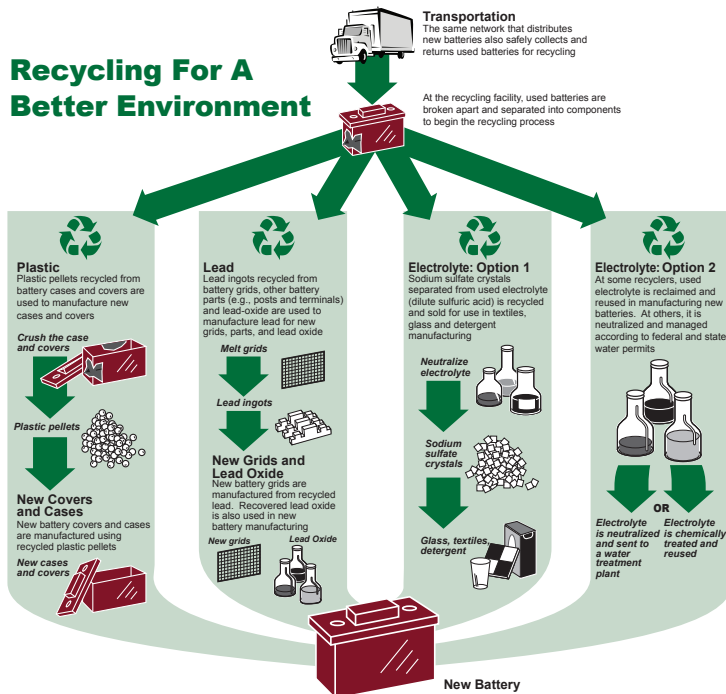 Transportation
The same network that distributes
new batteries also safely collects and
returns used batteries for recycling
Recycling For A
Better Environment
At the recycling facility, used batteries are
broken apart and separated into components
to begin the recycling process
Plastic
Plastic pellets recycled from
battery cases and covers are
used to manufacture new
cases and covers
Crush the case
and covers
Plastic pellets
New Covers
and Cases
New battery covers and cases
are manufactured using
recycled plastic pellets
New cases
and covers
Lead
Lead ingots recycled from
battery grids, other battery
parts (e.g., posts and terminals)
and lead-oxide are used to
manufacture lead for new
grids, parts, and lead oxide
Melt grids
Lead ingots
New Grids and
Lead Oxide
New battery grids are
manufactured from recycled
lead.  Recovered lead oxide
is also used in new
battery manufacturing
New grids
Lead Oxide
Electrolyte: Option 1
Sodium sulfate crystals
separated from used electrolyte
(dilute sulfuric acid) is recycled
and sold for use in textiles,
glass and detergent
manufacturing
Neutralize
electrolyte
Sodium
sulfate
crystals
Glass, textiles,
detergent
Electrolyte: Option 2
At some recyclers, used
electrolyte is reclaimed and
reused in manufacturing new
batteries.  At others, it is
neutralized and managed
according to federal and state
water permits
OR
Electrolyte
is neutralized
and sent to
a water
treatment
plant
Electrolyte
is chemically
treated and
reused
New Battery